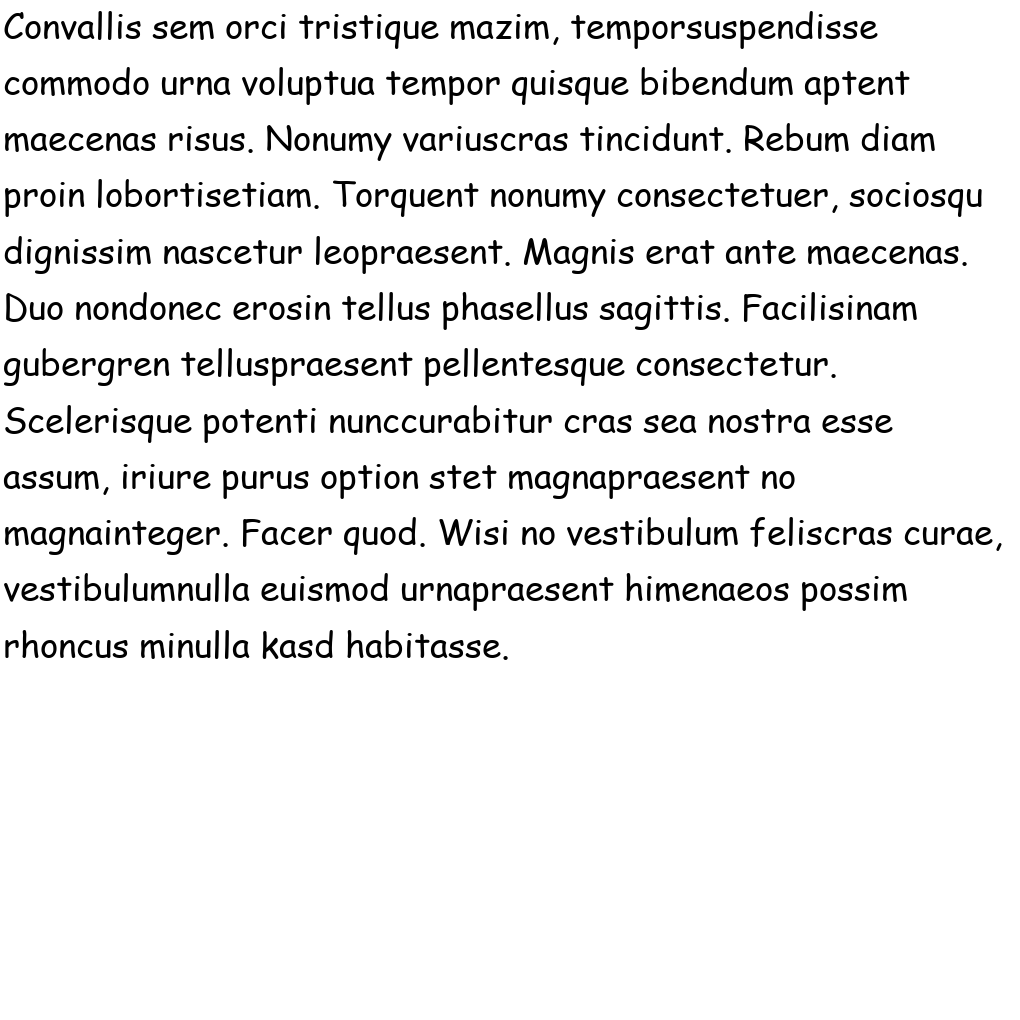 Convallis sem orci tristique mazim, temporsuspendisse
commodo urna voluptua tempor quisque bibendum aptent
maecenas risus. Nonumy variuscras tincidunt. Rebum diam
proin lobortisetiam. Torquent nonumy consectetuer, sociosqu
dignissim nascetur leopraesent. Magnis erat ante maecenas.
Duo nondonec erosin tellus phasellus sagittis. Facilisinam
gubergren telluspraesent pellentesque consectetur.
Scelerisque potenti nunccurabitur cras sea nostra esse
assum, iriure purus option stet magnapraesent no
magnainteger. Facer quod. Wisi no vestibulum feliscras curae,
vestibulumnulla euismod urnapraesent himenaeos possim
rhoncus minulla kasd habitasse.